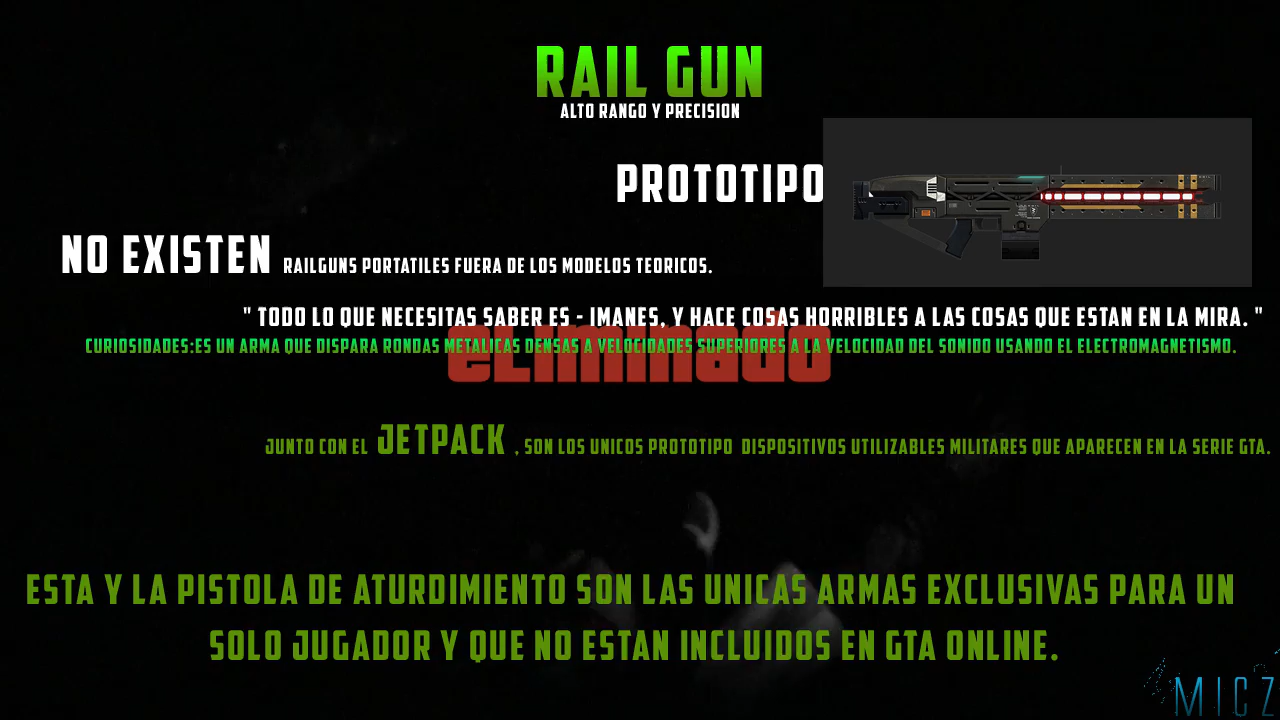 RAIL GUN
ALTO RANGO Y PRECISION
PROTOTIPO
NO EXISTEN RAILGUNS PORTATILES FUERA DE LOS MODELOS TEORICOS.
" TODO LO QUE NECESITAS SABER ES - IMANES, Y HACE COSAS HORRIBLES A LAS COSAS QUE ESTAN EN LA MIRA. "
CURIOSIDADES:ES UN ARMA QUE DISPARA RONDAS METALICAS DENSAS A VELOCIDADES SUPERIORES A LA VELOCIDAD DEL SONIDO USANDO EL ELECTROMAGNETISMO.
eLiminado
JUNTO CON EL JETPACK , SON LOS UNICOS PROTOTIPO DISPOSITIVOS UTILIZABLES MILITARES QUE APARECEN EN LA SERIE GTA.
ESTA Y LA PISTOLA DE ATURDIMIENTO SON LAS UNICAS ARMAS EXCLUSIVAS PARA UN
SOLO JUGADOR Y QUE NO ESTAN INCLUIDOS EN GTA ONLINE.
MICZ